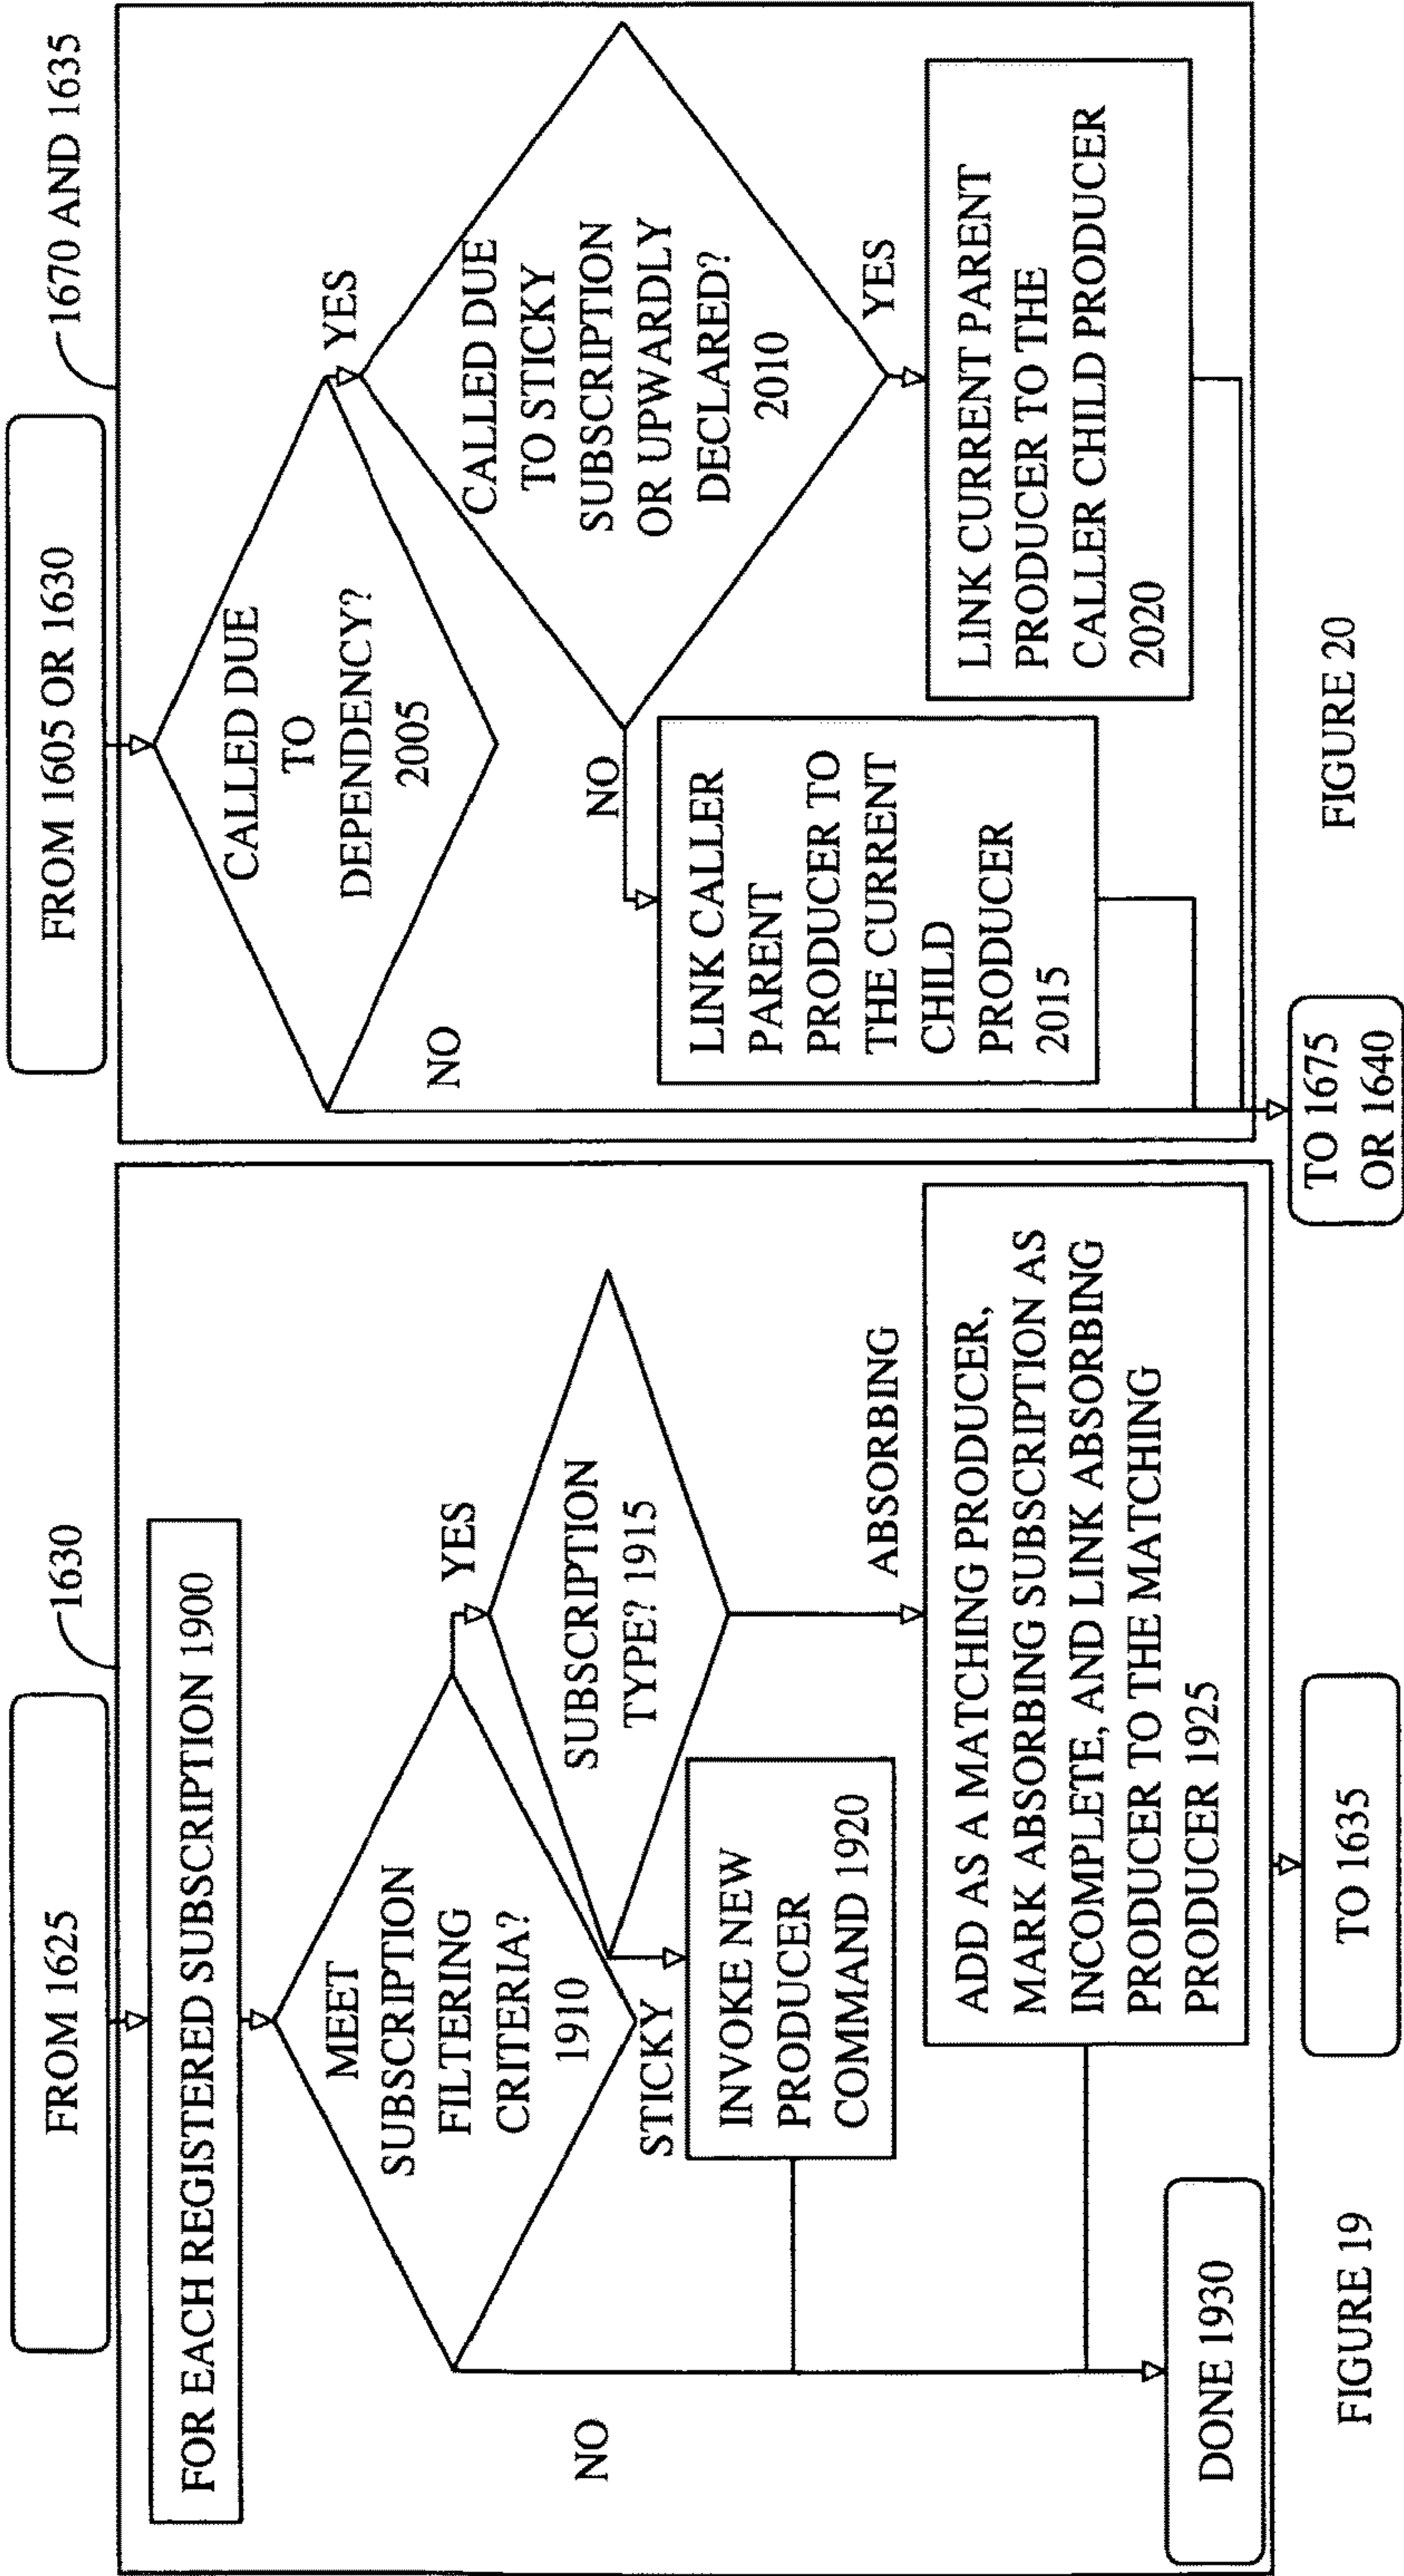 FROM 1625
1630
FOR EACH REGISTERED SUBSCRIPTION 1900
MEET
SUBSCRIPTION
FILTERING
CRITERIA?
1910
YES
NO
SUBSCRIPTION
TYPE? 1915
STICKY
ABSORBING
INVOKE NEW
PRODUCER
COMMAND 1920
ADD AS A MATCHING PRODUCER,
MARK ABSORBING SUBSCRIPTION AS
INCOMPLETE, AND LINK ABSORBING
PRODUCER TO THE MATCHING
PRODUCER 1925
DONE 1930
TO 1635
FIGURE 19
FROM 1605 OR 1630
1670 AND 1635
CALLED DUE
TO
DEPENDENCY?
2005
YES
NO
CALLED DUE
TO STICKY
SUBSCRIPTION
OR UPWARDLY
DECLARED?
2010
NO
YES
LINK CALLER
PARENT
PRODUCER TO
THE CURRENT
CHILD
PRODUCER
2015
LINK CURRENT PARENT
PRODUCER TO THE
CALLER CHILD PRODUCER
2020
TO 1675
OR 1640
FIGURE 20